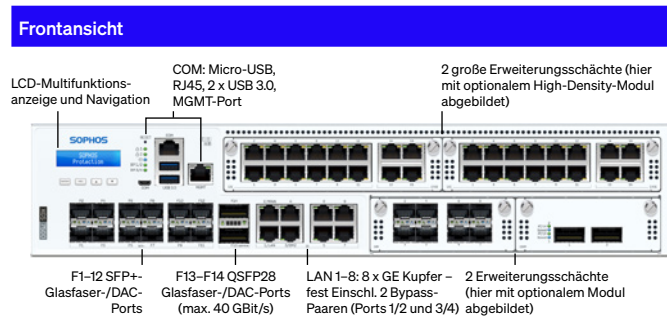 Frontansicht
LCD-Multifunktions-
anzeige und Navigation
COM: Micro-USB,
RJ45, 2 x USB 3.0,
MGMT-Port
2 große Erweiterungsschächte (hier
mit optionalem High-Density-Modul
abgebildet)
SOPHOS
SOPHOS
Protection
F1–12 SFP+-
Glasfaser-/DAC-
Ports
F13–F14 QSFP28
Glasfaser-/DAC-Ports
(max. 40 GBit/s)
LAN 1–8: 8 x GE Kupfer –
fest Einschl. 2 Bypass-
Paaren (Ports 1/2 und 3/4)
2 Erweiterungsschächte
(hier mit optionalem Modul
abgebildet)